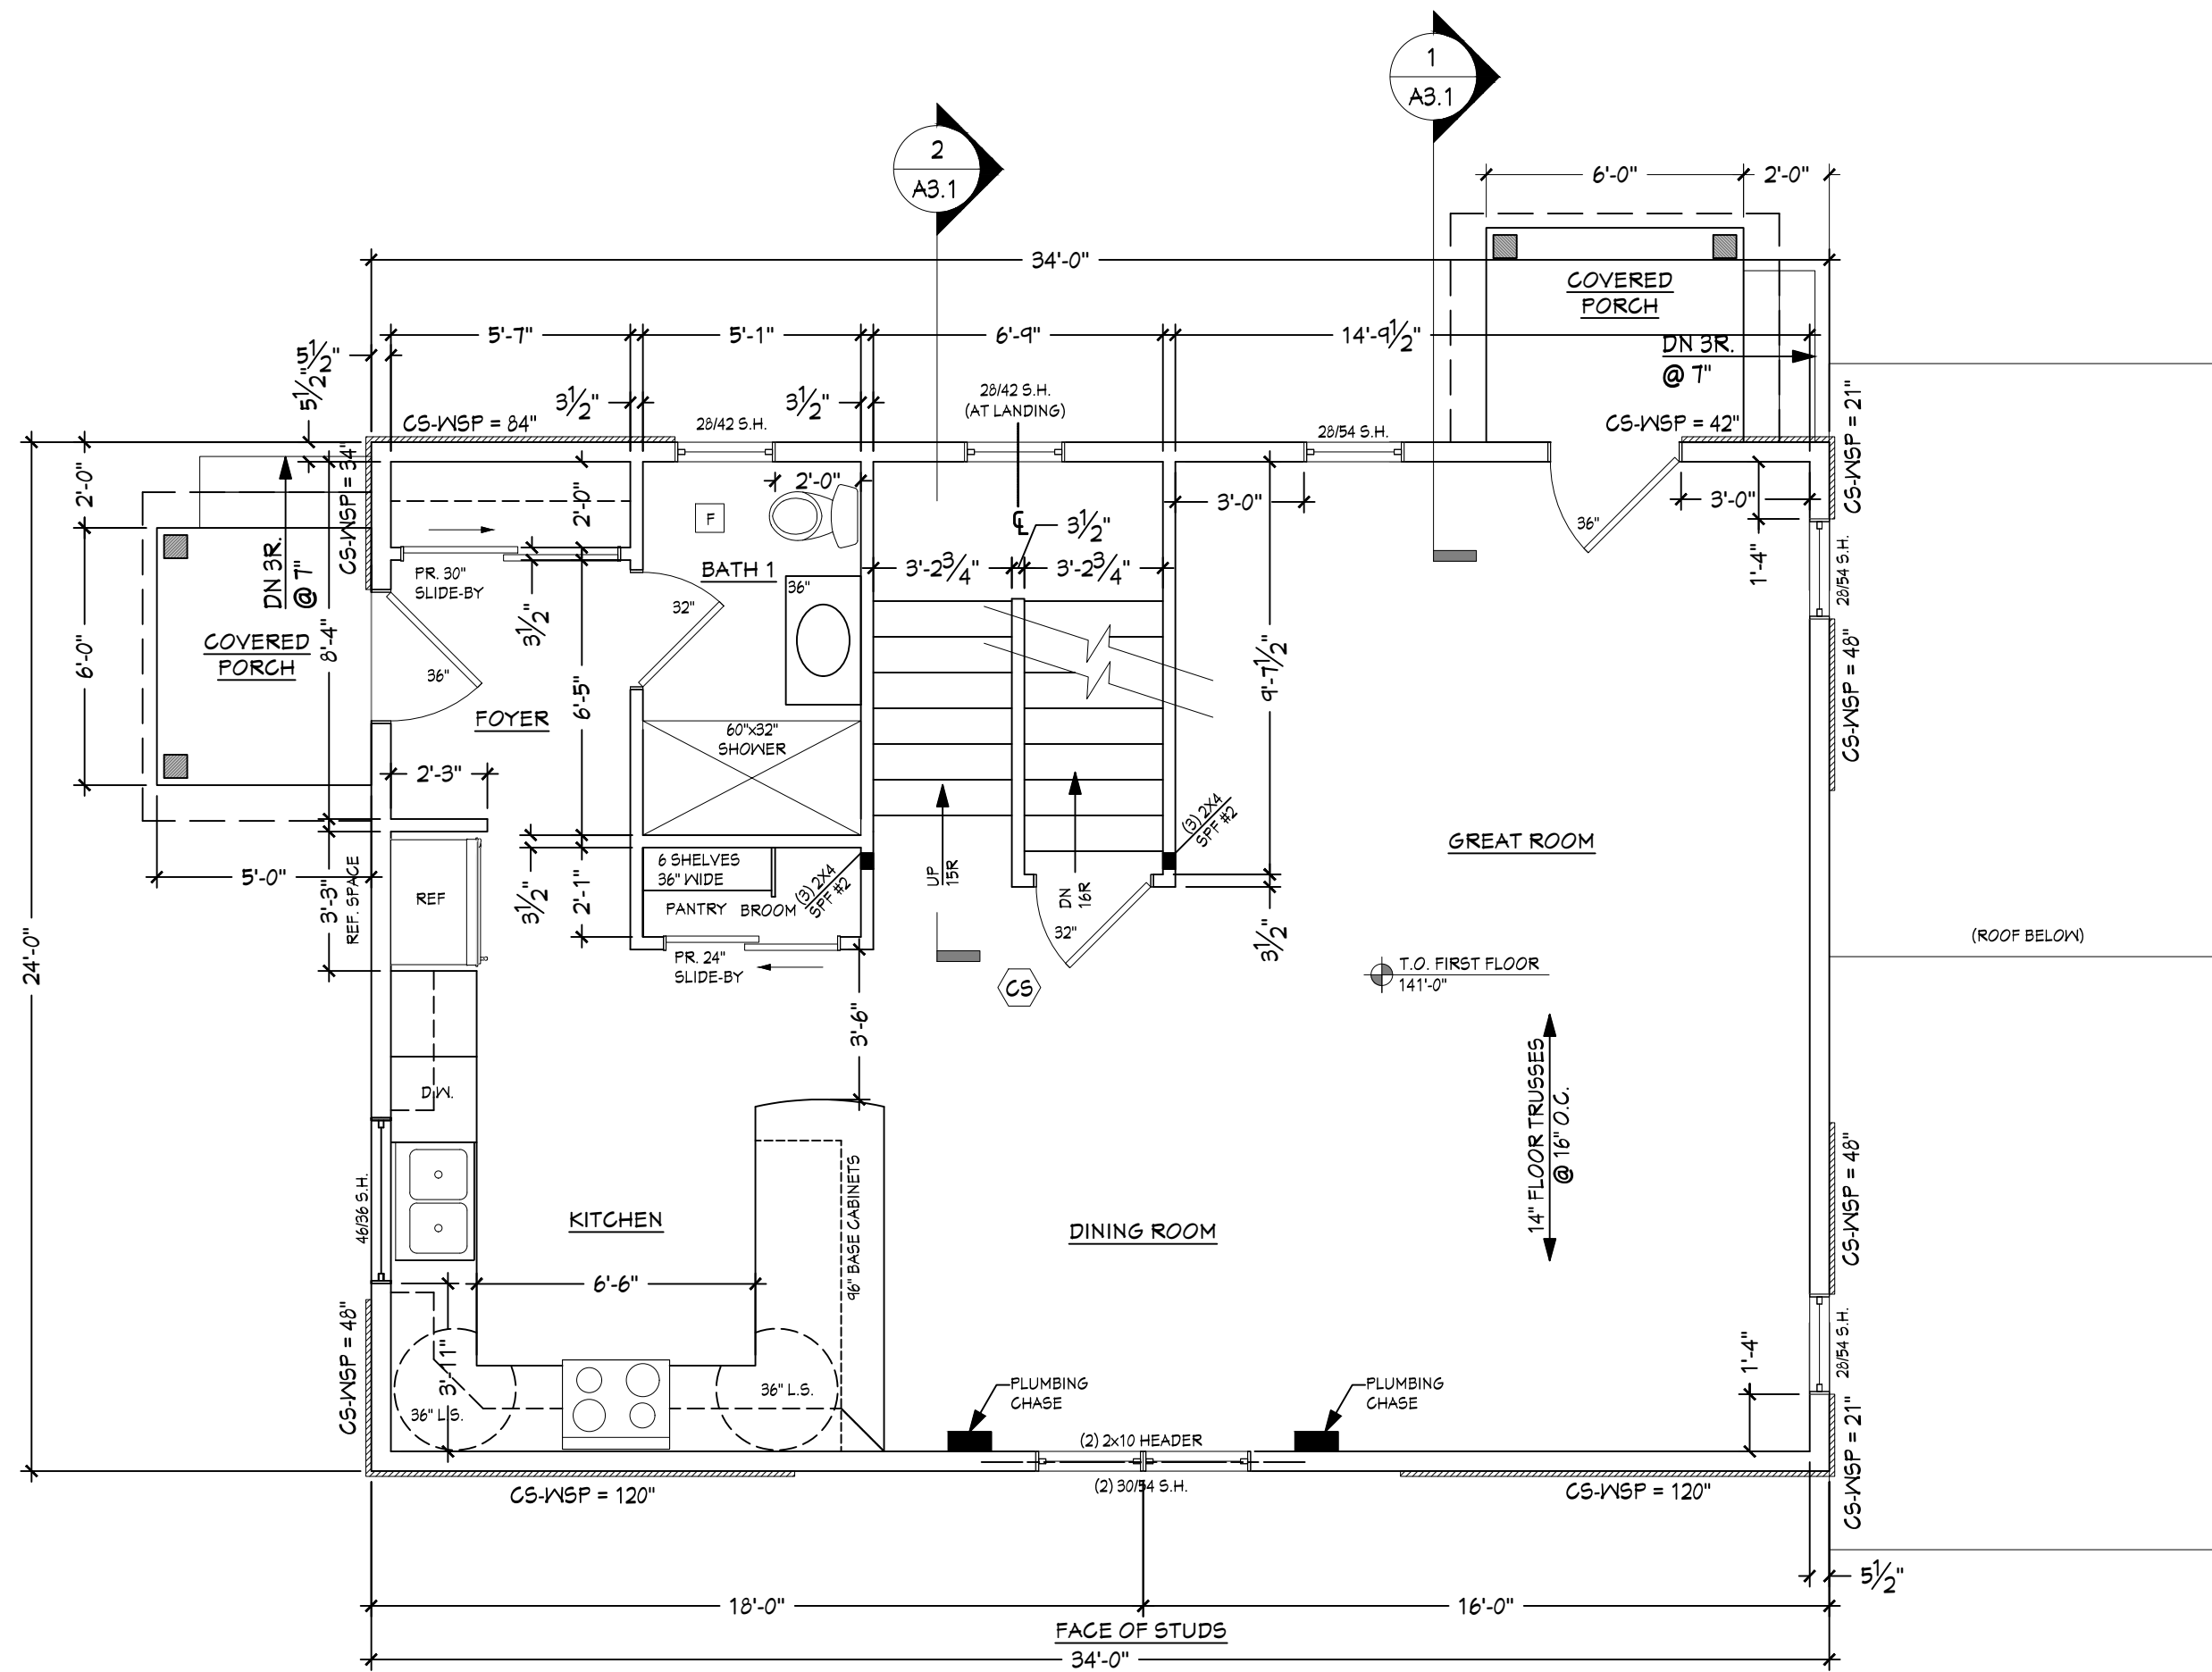 1
A3.1
2
A3.1
6'-0"
2'-0"
34'-0"
COVERED
PORCH
5'-7"
5'-1"
6'-9"
14'-9½"
DN 3R.
@ 7"
5½"
5½"
3½"
3½"
28/42 S.H.
(AT LANDING)
CS-WSP = 84"
28/42 S.H.
28/54 S.H.
CS-WSP = 42"
CS-WSP = 21"
2'-0"
CS-WSP = 34"
2'-0"
2'-0"
F
3'-0"
3'-0"
36"
℄
3½"
1'-4"
28/54 S.H.
DN 3R.
@ 7"
PR. 30"
SLIDE-BY
BATH 1
3'-2¾"
3'-2¾"
36"
32"
3½"
COVERED
PORCH
6'-0"
8'-4"
36"
FOYER
6'-5"
9'-7½"
CS-WSP = 48"
60"x32"
SHOWER
2'-3"
(3) 2X4
SPF #2
GREAT ROOM
5'-0"
3'-3"
REF. SPACE
REF
3½"
2'-1"
6 SHELVES
36" WIDE
PANTRY
BROOM
(3) 2X4
SPF #2
UP
15R
DN
16R
32"
3½"
24'-0"
PR. 24"
SLIDE-BY
CS
T.O. FIRST FLOOR
141'-0"
(ROOF BELOW)
3'-6"
D.W.
14" FLOOR TRUSSES
@ 16" O.C.
CS-WSP = 48"
46/36 S.H.
KITCHEN
96" BASE CABINETS
DINING ROOM
6'-6"
CS-WSP = 48"
3'-11"
36" L.S.
36" L.S.
PLUMBING
CHASE
PLUMBING
CHASE
1'-4"
28/54 S.H.
(2) 2x10 HEADER
(2) 30/54 S.H.
CS-WSP = 120"
CS-WSP = 120"
CS-WSP = 21"
5½"
18'-0"
16'-0"
FACE OF STUDS
34'-0"